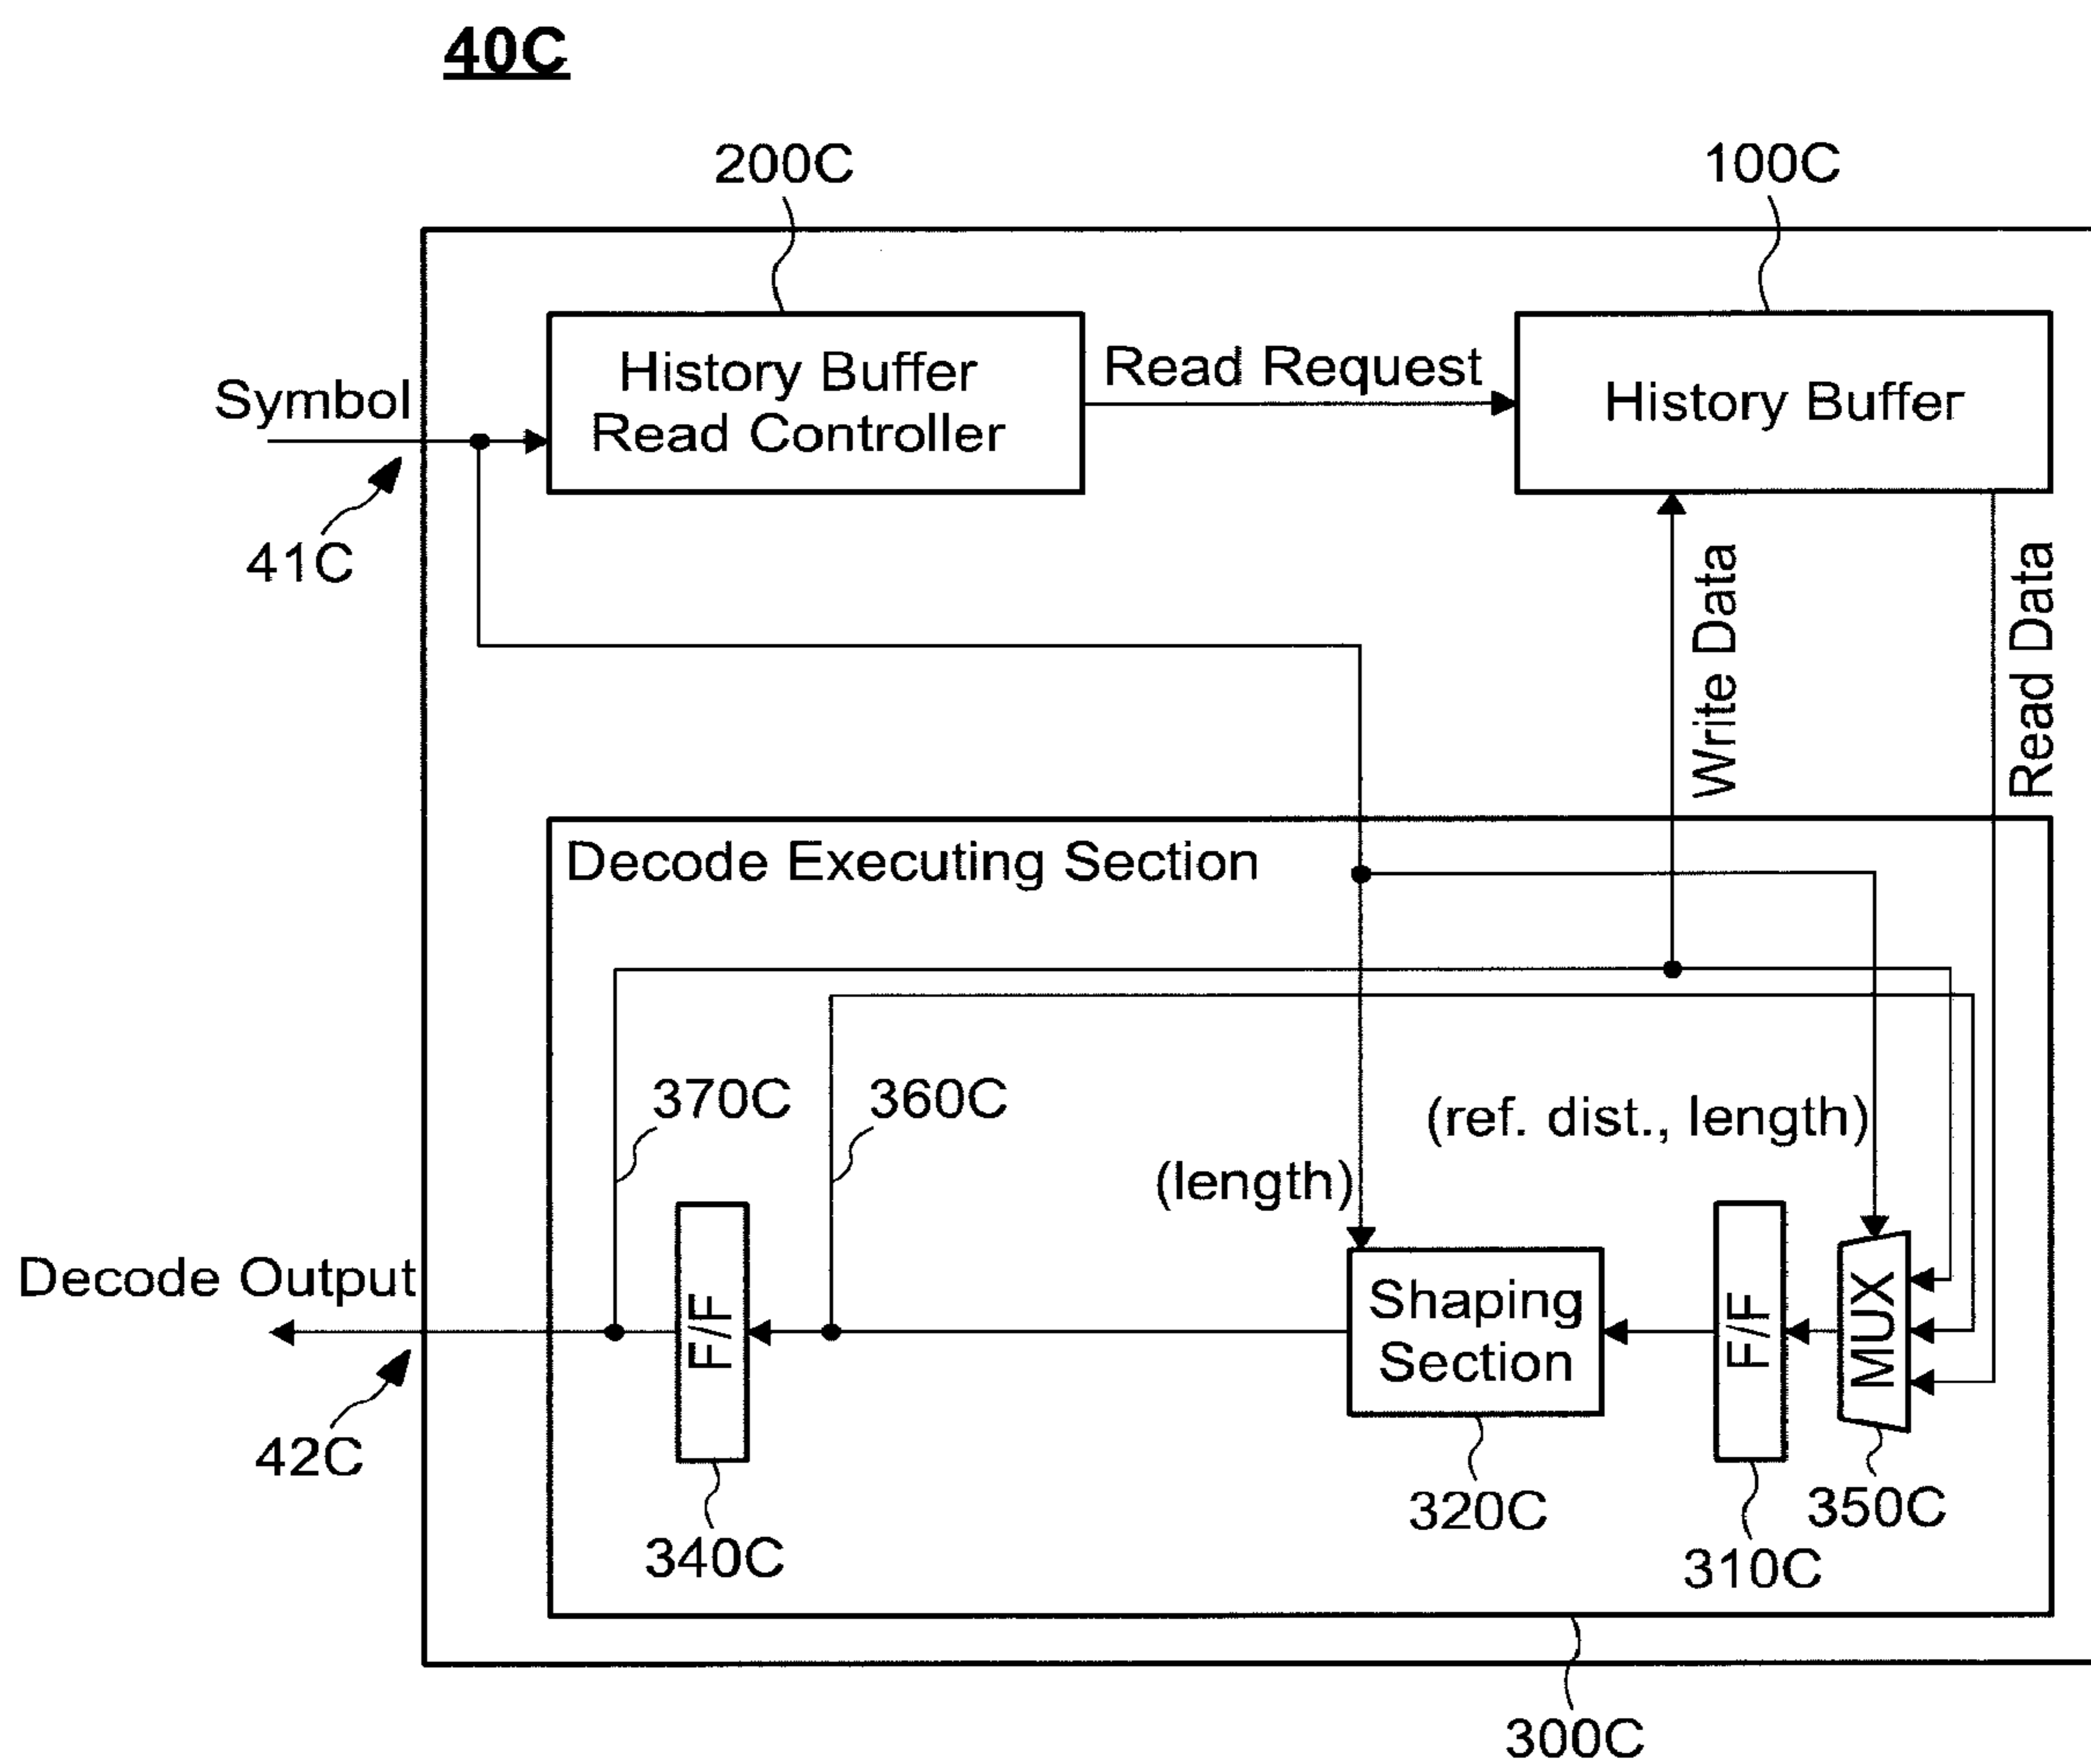 40C
200C
100C
History Buffer
Read Controller
Read Request
History Buffer
Symbol
41C
Write Data
Read Data
Decode Executing Section
370C
360C
(ref. dist., length)
(length)
Decode Output
F/F
Shaping
Section
F/F
MUX
42C
340C
320C
310C
350C
300C